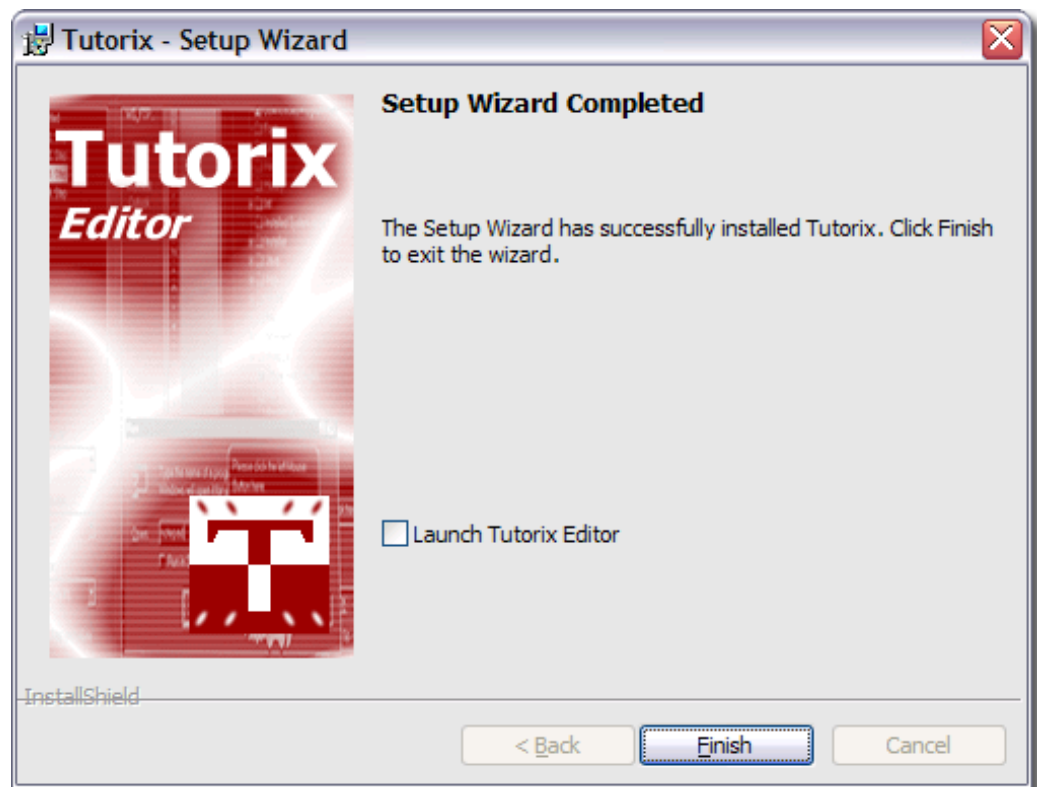 Tutorix - Setup Wizard
Tutorix
Editor
Setup Wizard Completed
The Setup Wizard has successfully installed Tutorix. Click Finish
to exit the wizard.
T
Launch Tutorix Editor
InstallShield
< Back
Finish
Cancel